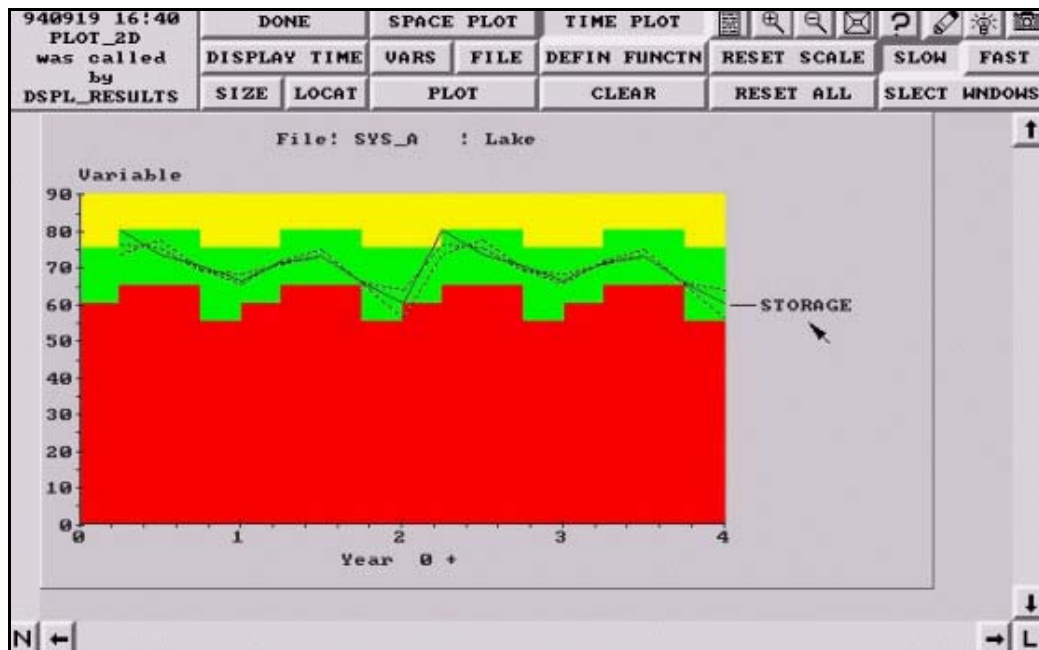 940919 16:40
PLOT_2D
was called
by
DSPL_RESULTS
DONE
SPACE PLOT
TIME PLOT
?
DISPLAY TIME
VARS
FILE
DEFIN FUNCTN
RESET SCALE
SLOW
FAST
SIZE
LOCAT
PLOT
CLEAR
RESET ALL
SLECT WNDOWS
File: SYS_A : Lake
Variable
90
80
70
60
50
40
30
20
10
0
STORAGE
0 1 2 3 4
Year 0 +
N
L